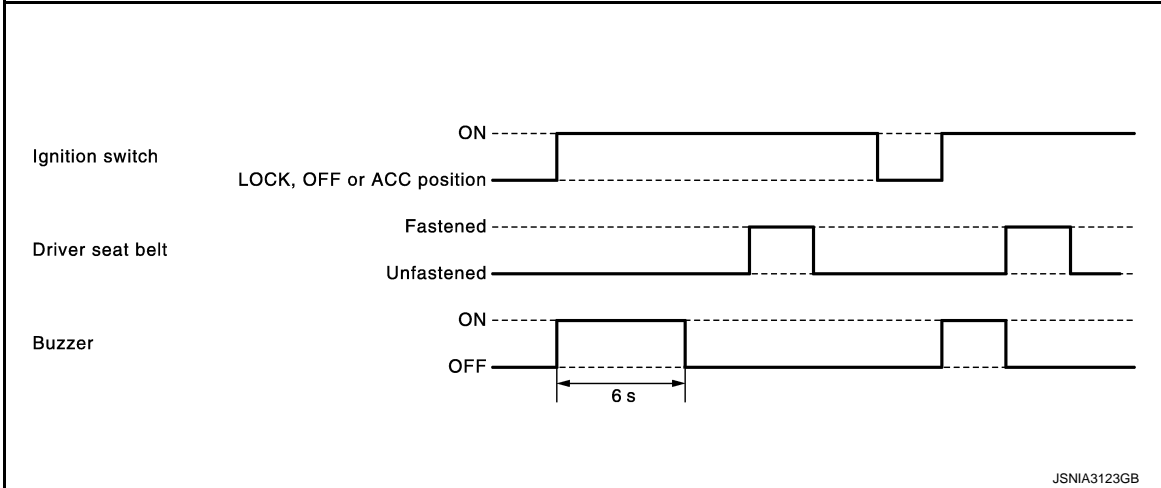 ON
Ignition switch
LOCK, OFF or ACC position
Fastened
Driver seat belt
Unfastened
ON
Buzzer
OFF
6 s
JSNIA3123GB